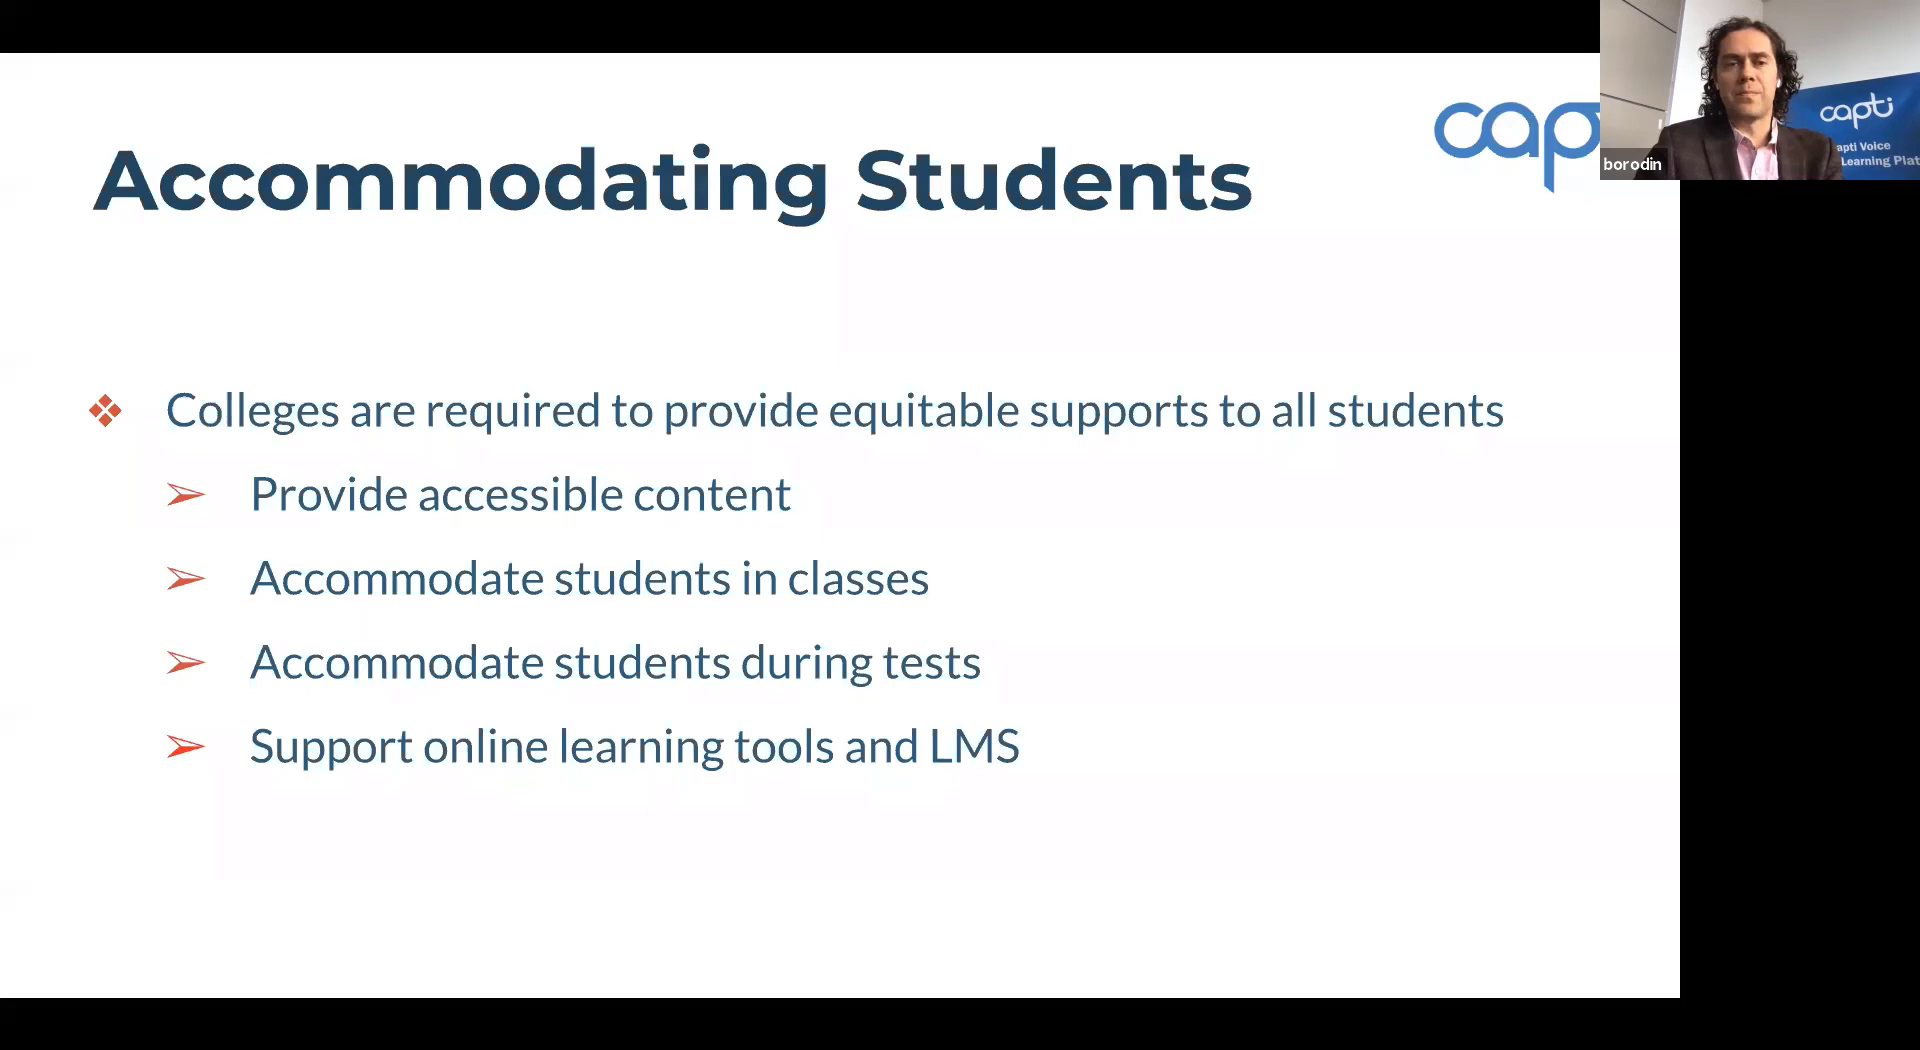 Accommodating Students
cap
capti
apti Voice
Learning Plat
borodin
Colleges are required to provide equitable supports to all students
Provide accessible content
Accommodate students in classes
Accommodate students during tests
Support online learning tools and LMS